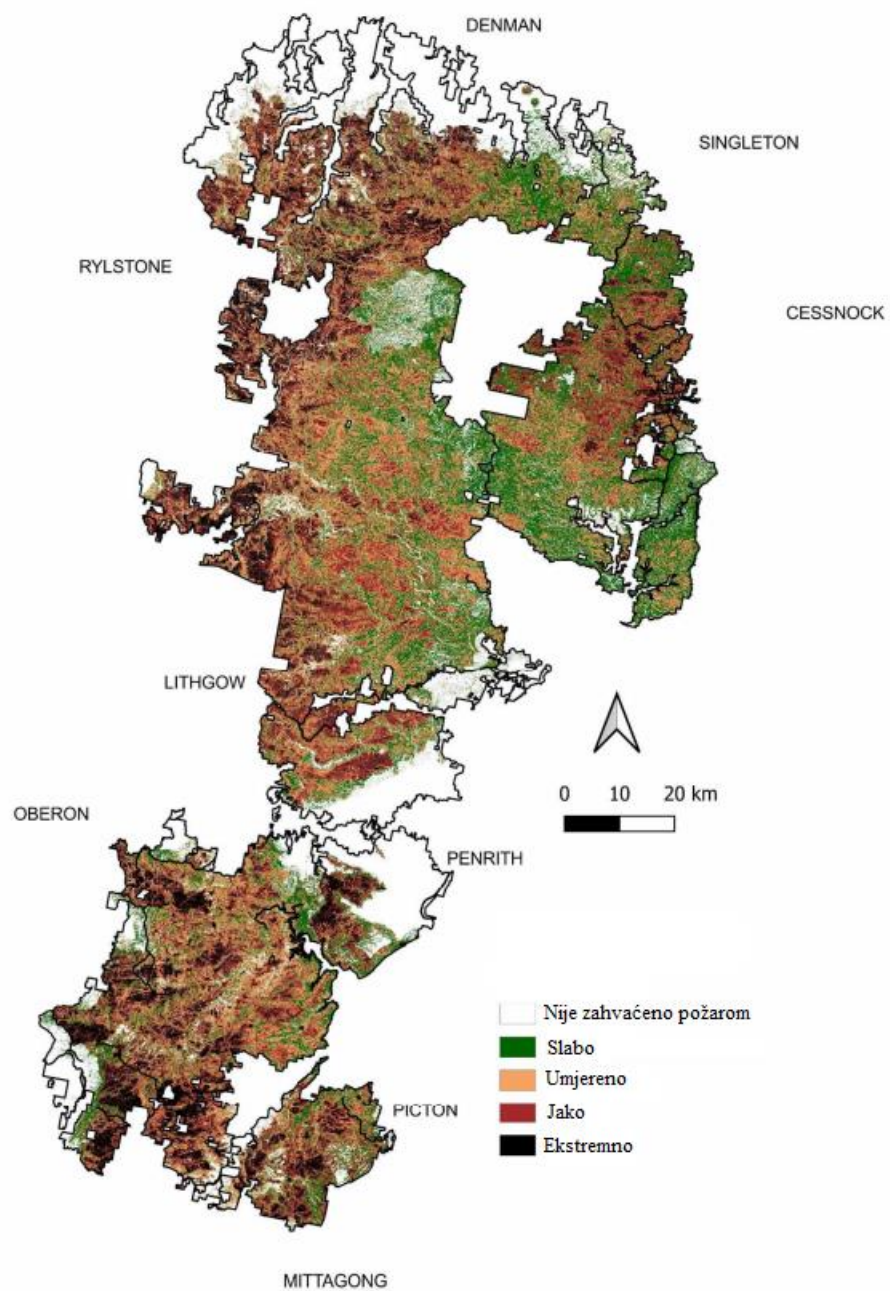 DENMAN
SINGLETON
RYLSTONE
CESSNOCK
LITHGOW
0 10 20 km
OBERON
PENRITH
Nije zahvaćeno požarom
Slabo
Umjereno
PICTON
Jako
Ekstremno
MITTAGONG